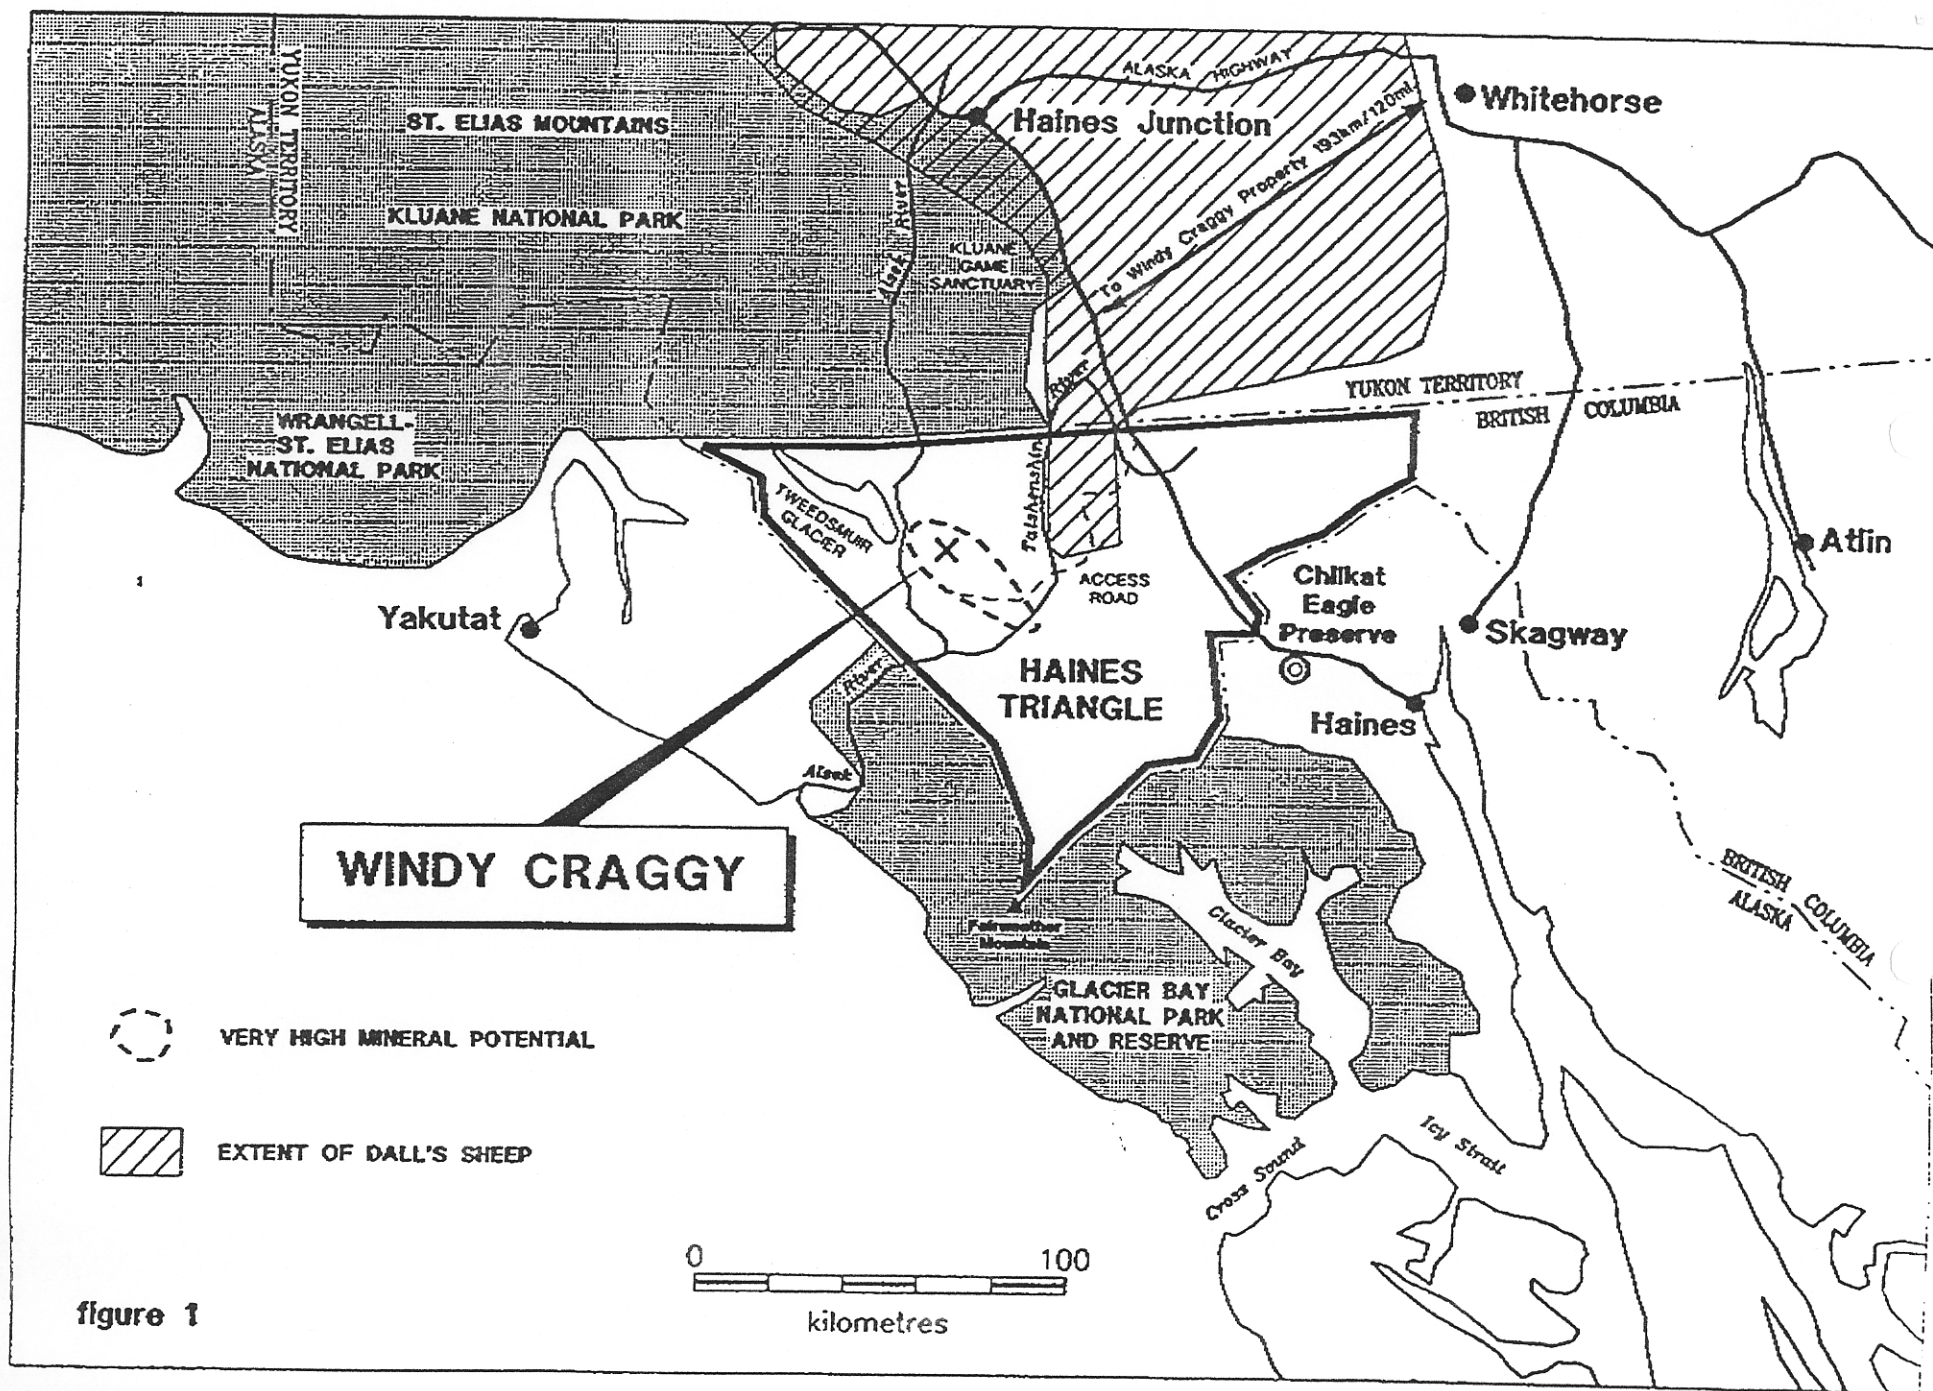 YUKON TERRITORY
ALASKA
ST. ELIAS MOUNTAINS
KLUANE NATIONAL PARK
ALASKA HIGHWAY
Whitehorse
Haines Junction
To Windy Craggy Property 193km/120mi.
Alsek River
KLUANE
GAME
SANCTUARY
River
Tatshenshini
YUKON TERRITORY
BRITISH COLUMBIA
WRANGELL-
ST. ELIAS
NATIONAL PARK
TWEEDSMUIR
GLACIER
X
ACCESS
ROAD
Atlin
Chilkat
Eagle
Preserve
Yakutat
Skagway
HAINES
TRIANGLE
Haines
River
Alsek
WINDY CRAGGY
BRITISH COLUMBIA
ALASKA
Fairweather
Mountain
Glacier Bay
GLACIER BAY
NATIONAL PARK
AND RESERVE
VERY HIGH MINERAL POTENTIAL
EXTENT OF DALL'S SHEEP
Icy Strait
Cross Sound
0 100
kilometres
figure 1